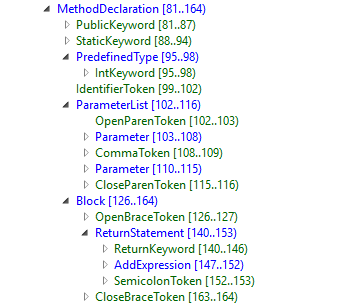 MethodDeclaration [81..164)
PublicKeyword [81..87)
StaticKeyword [88..94)
PredefinedType [95..98)
IntKeyword [95..98)
IdentifierToken [99..102)
ParameterList [102..116)
OpenParenToken [102..103)
Parameter [103..108)
CommaToken [108..109)
Parameter [110..115)
CloseParenToken [115..116)
Block [126..164)
OpenBraceToken [126..127)
ReturnStatement [140..153)
ReturnKeyword [140..146)
AddExpression [147..152)
SemicolonToken [152..153)
CloseBraceToken [163..164)